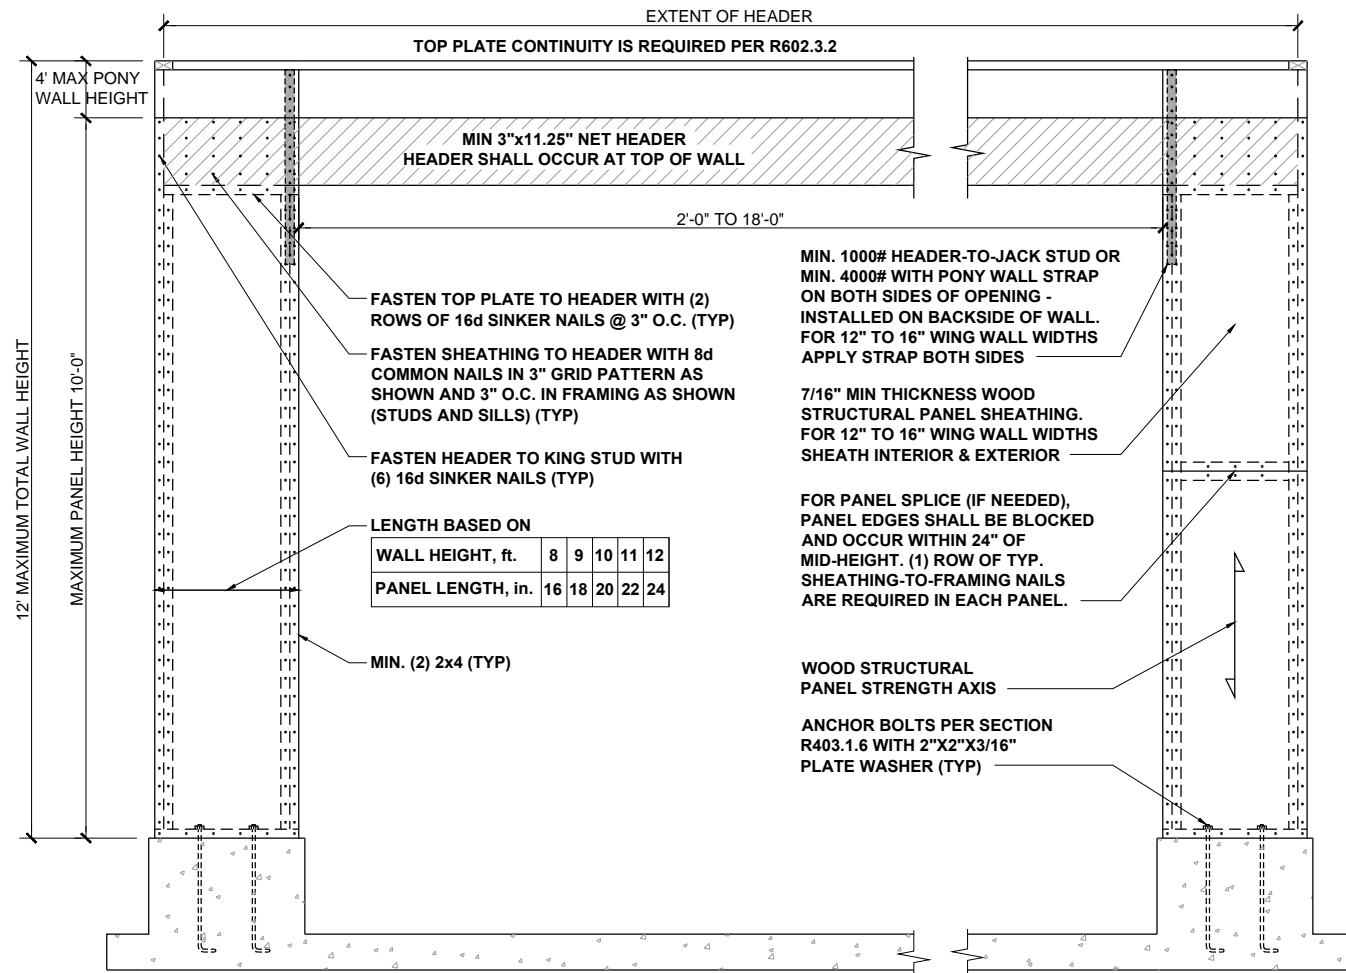 EXTENT OF HEADER
TOP PLATE CONTINUITY IS REQUIRED PER R602.3.2
4' MAX PONY
WALL HEIGHT
MIN 3"x11.25" NET HEADER
HEADER SHALL OCCUR AT TOP OF WALL
2'-0" TO 18'-0"
12' MAXIMUM TOTAL WALL HEIGHT
MAXIMUM PANEL HEIGHT 10'-0"
FASTEN TOP PLATE TO HEADER WITH (2)
ROWS OF 16d SINKER NAILS @ 3" O.C. (TYP)
FASTEN SHEATHING TO HEADER WITH 8d
COMMON NAILS IN 3" GRID PATTERN AS
SHOWN AND 3" O.C. IN FRAMING AS SHOWN
(STUDS AND SILLS) (TYP)
FASTEN HEADER TO KING STUD WITH
(6) 16d SINKER NAILS (TYP)
LENGTH BASED ON
WALL HEIGHT, ft. 8 9 10 11 12
PANEL LENGTH, in. 16 18 20 22 24
MIN. (2) 2x4 (TYP)
MIN. 1000# HEADER-TO-JACK STUD OR
MIN. 4000# WITH PONY WALL STRAP
ON BOTH SIDES OF OPENING -
INSTALLED ON BACKSIDE OF WALL.
FOR 12" TO 16" WING WALL WIDTHS
APPLY STRAP BOTH SIDES
7/16" MIN THICKNESS WOOD
STRUCTURAL PANEL SHEATHING.
FOR 12" TO 16" WING WALL WIDTHS
SHEATH INTERIOR & EXTERIOR
FOR PANEL SPLICE (IF NEEDED),
PANEL EDGES SHALL BE BLOCKED
AND OCCUR WITHIN 24" OF
MID-HEIGHT. (1) ROW OF TYP.
SHEATHING-TO-FRAMING NAILS
ARE REQUIRED IN EACH PANEL.
WOOD STRUCTURAL
PANEL STRENGTH AXIS
ANCHOR BOLTS PER SECTION
R403.1.6 WITH 2"X2"X3/16"
PLATE WASHER (TYP)